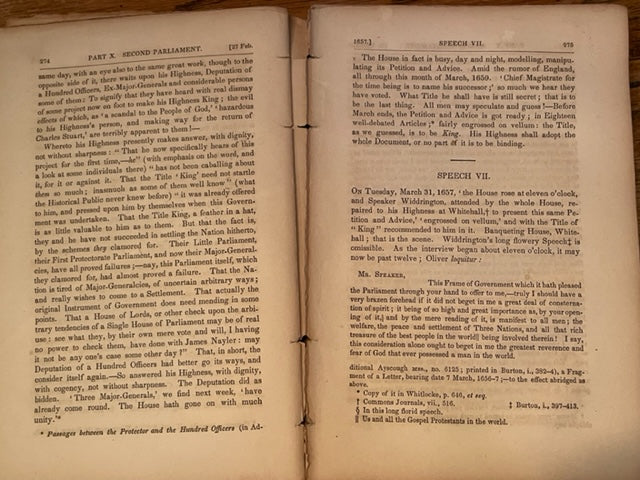 274 PART X. SECOND PARLIAMENT. [27 Feb.
same day, with an eye also to the same great work, though to the
opposite side of it, there waits upon his Highness, Deputation of
a Hundred Officers, Ex-Major-Generals and considerable persons
some of them: To signify that they have heard with real dismay
of some project now on foot to make his Highness King; the evil
effects of which, as 'a scandal to the People of God,' 'hazardous
to his Highness's person, and making way for the return of
Charles Stuart,' are terribly apparent to them!—
Whereto his Highness presently makes answer, with dignity,
not without sharpness: "That he now specifically hears of this
project for the first time,—he" (with emphasis on the word, and
a look at some individuals there) "has not been caballing about
it, for it or against it. That the Title 'King' need not startle
them so much; inasmuch as some of them well know" (what
the Historical Public never knew before) "it was already offered
to him, and pressed upon him by themselves when this Govern-
ment was undertaken. That the Title King, a feather in a hat,
is as little valuable to him as to them. But that the fact is,
they and he have not succeeded in settling the Nation hitherto,
by the schemes they clamored for. Their Little Parliament,
their First Protectorate Parliament, and now their Major-General-
cies, have all proved failures;—nay, this Parliament itself, which
they clamored for, had almost proved a failure. That the Na-
tion is tired of Major-Generalcies, of uncertain arbitrary ways;
and really wishes to come to a Settlement. That actually the
original Instrument of Government does need mending in some
points. That a House of Lords, or other check upon the arbi-
trary tendencies of a Single House of Parliament may be of real
use: see what they, by their own mere vote and will, I having
no power to check them, have done with James Nayler: may
it not be any one's case some other day?" That, in short, the
Deputation of a Hundred Officers had better go its ways, and
consider itself again.—So answered his Highness, with dignity,
with cogency, not without sharpness. The Deputation did as
bidden. 'Three Major-Generals,' we find next week, 'have
already come round. The House hath gone on with much
unity.'*
* Passages between the Protector and the Hundred Officers (in Ad-
1657.] SPEECH VII. 275
The House in fact is busy, day and night, modelling, manipu-
lating its Petition and Advice. Amid the rumor of England,
all through this month of March, 1650. 'Chief Magistrate for
the time being is to name his successor;' so much we hear they
have voted. What Title he shall have is still secret; that is to
be the last thing. All men may speculate and guess!—Before
March ends, the Petition and Advice is got ready; in Eighteen
well-debated Articles;* fairly engrossed on vellum: the Title,
as we guessed, is to be King. His Highness shall adopt the
whole Document, or no part of it is to be binding.
SPEECH VII.
ON Tuesday, March 31, 1657, 'the House rose at eleven o'clock,
and Speaker Widdrington, attended by the whole House, re-
paired to his Highness at Whitehall,† to present this same Pe-
tition and Advice,' 'engrossed on vellum,' and with the Title of
"King" recommended in it. Banqueting House, White-
hall; that is the scene. Widdrington's long flowery Speech‡ is
omissible. As the interview began about eleven o'clock, it may
now be past twelve; Oliver loquitur:
MR. SPEAKER,
This Frame of Government which it hath pleased
the Parliament through your hand to offer to me,—truly I should have a
very brazen forehead if it did not beget in me a great deal of consterna-
tion of spirit; it being of so high and great importance as, by your open-
ing of it,§ and by the mere reading of it, is manifest to all men; the
welfare, the peace and settlement of Three Nations, and all that rich
treasure of the best people in the world‖ being involved therein! I say,
this consideration alone ought to beget in me the greatest reverence and
fear of God that ever possessed a man in the world.
ditional Ayscough MSS., no. 6125; printed in Burton, i., 382-4), a Frag-
ment of a Letter, bearing date 7 March, 1656-7;—to the effect abridged as
above.
* Copy of it in Whitlocke, p. 646, et seq.
† Commons Journals, vii., 516. ‡ Burton, i., 397-413.
§ In this long florid speech.
‖ Us and all the Gospel Protestants in the world.